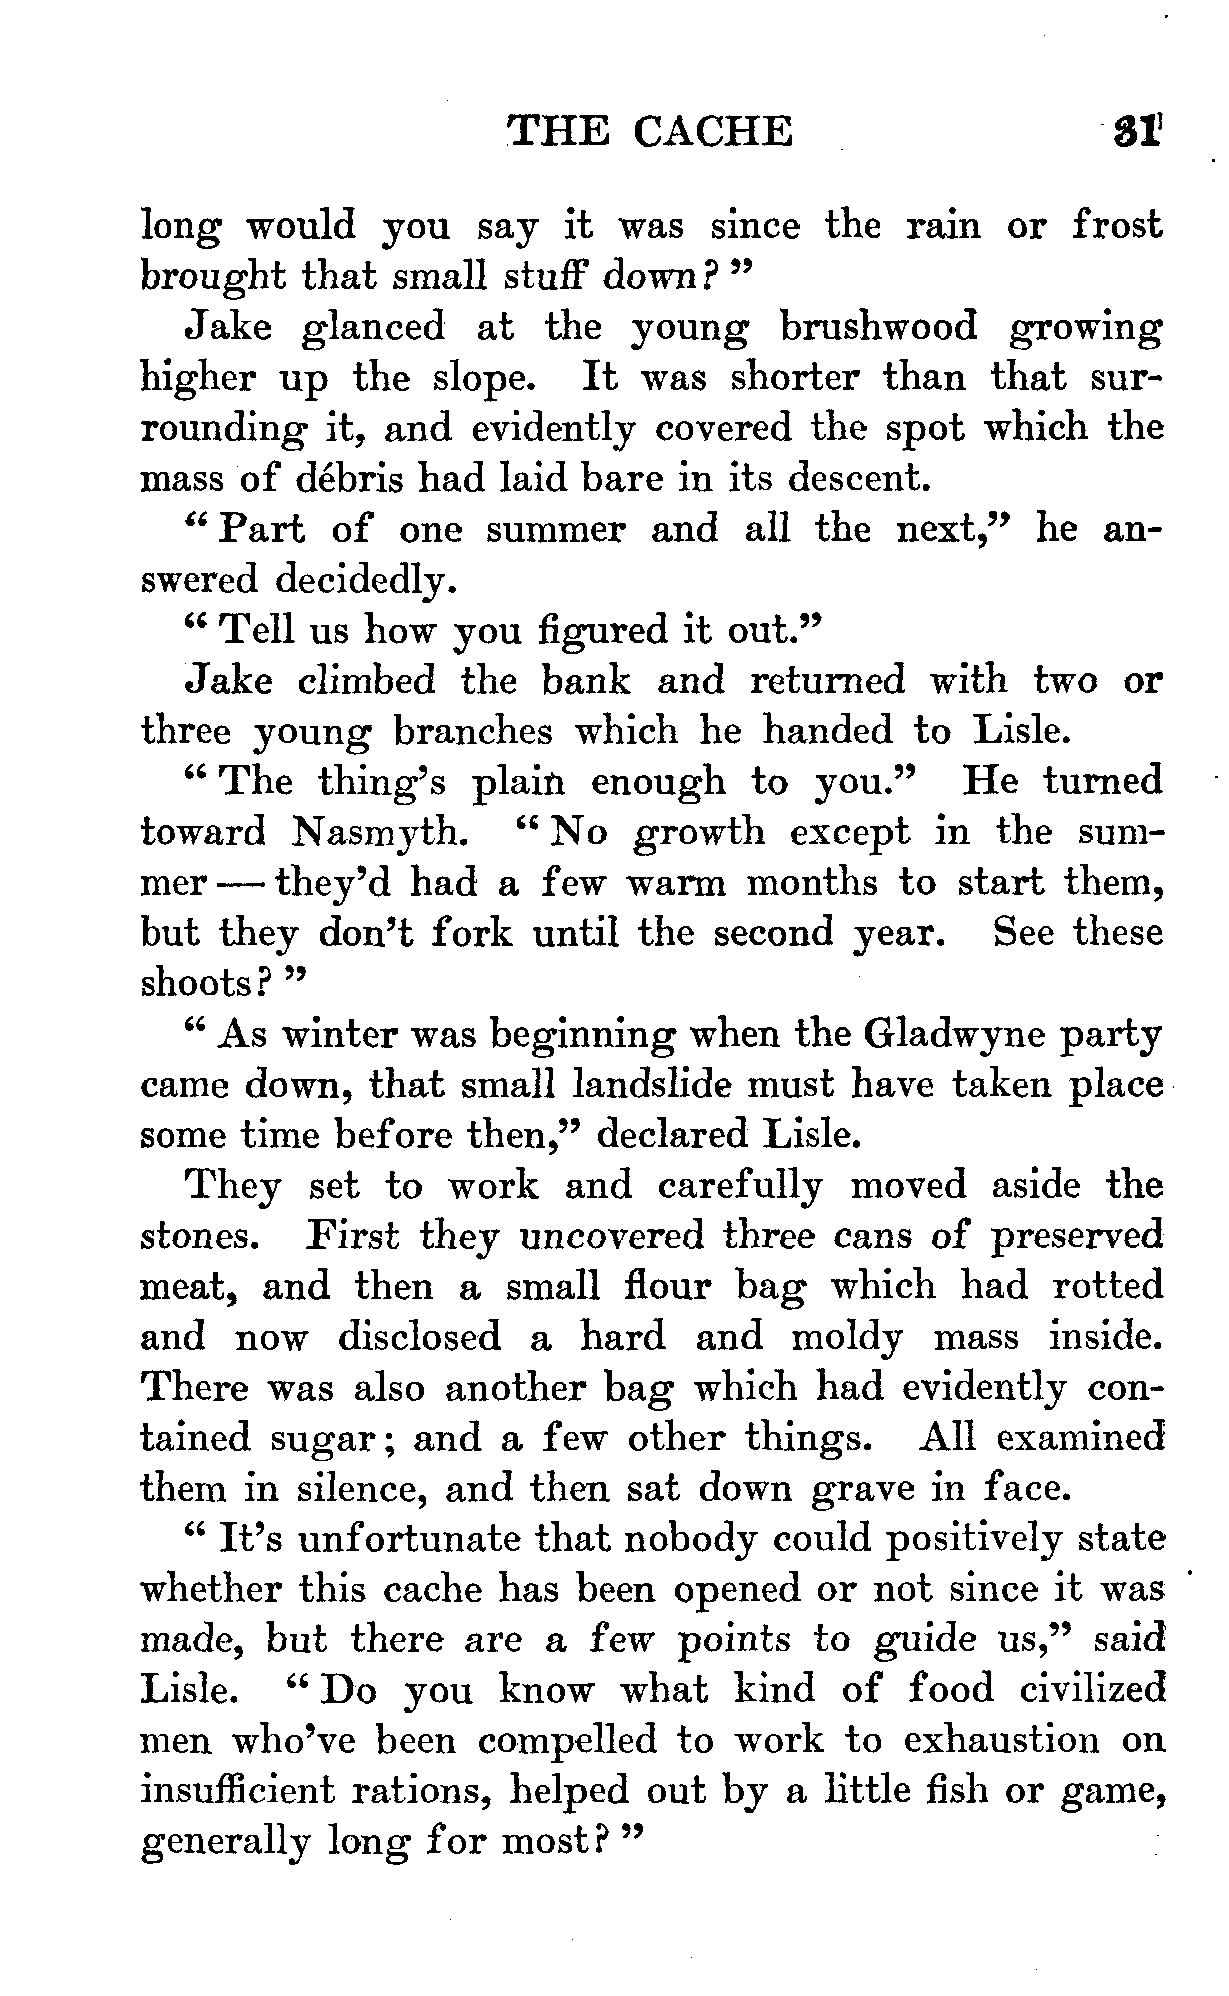 THE CACHE 31
long would you say it was since the rain or frost
brought that small stuff down? "
Jake glanced at the young brushwood growing
higher up the slope. It was shorter than that sur-
rounding it, and evidently covered the spot which the
mass of débris had laid bare in its descent.
" Part of one summer and all the next," he an-
swered decidedly.
" Tell us how you figured it out."
Jake climbed the bank and returned with two or
three young branches which he handed to Lisle.
" The thing's plain enough to you." He turned
toward Nasmyth. " No growth except in the sum-
mer — they'd had a few warm months to start them,
but they don't fork until the second year. See these
shoots? "
" As winter was beginning when the Gladwyne party
came down, that small landslide must have taken place
some time before then," declared Lisle.
They set to work and carefully moved aside the
stones. First they uncovered three cans of preserved
meat, and then a small flour bag which had rotted
and now disclosed a hard and moldy mass inside.
There was also another bag which had evidently con-
tained sugar; and a few other things. All examined
them in silence, and then sat down grave in face.
" It's unfortunate that nobody could positively state
whether this cache has been opened or not since it was
made, but there are a few points to guide us," said
Lisle. " Do you know what kind of food civilized
men who've been compelled to work to exhaustion on
insufficient rations, helped out by a little fish or game,
generally long for most? "